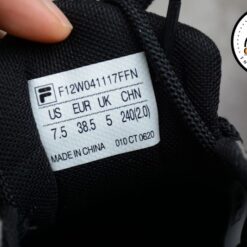 F F12W041117FFN
US EUR UK CHN
7.5 38.5 5 240(2.0)
MADE IN CHINA 010 CT 0620